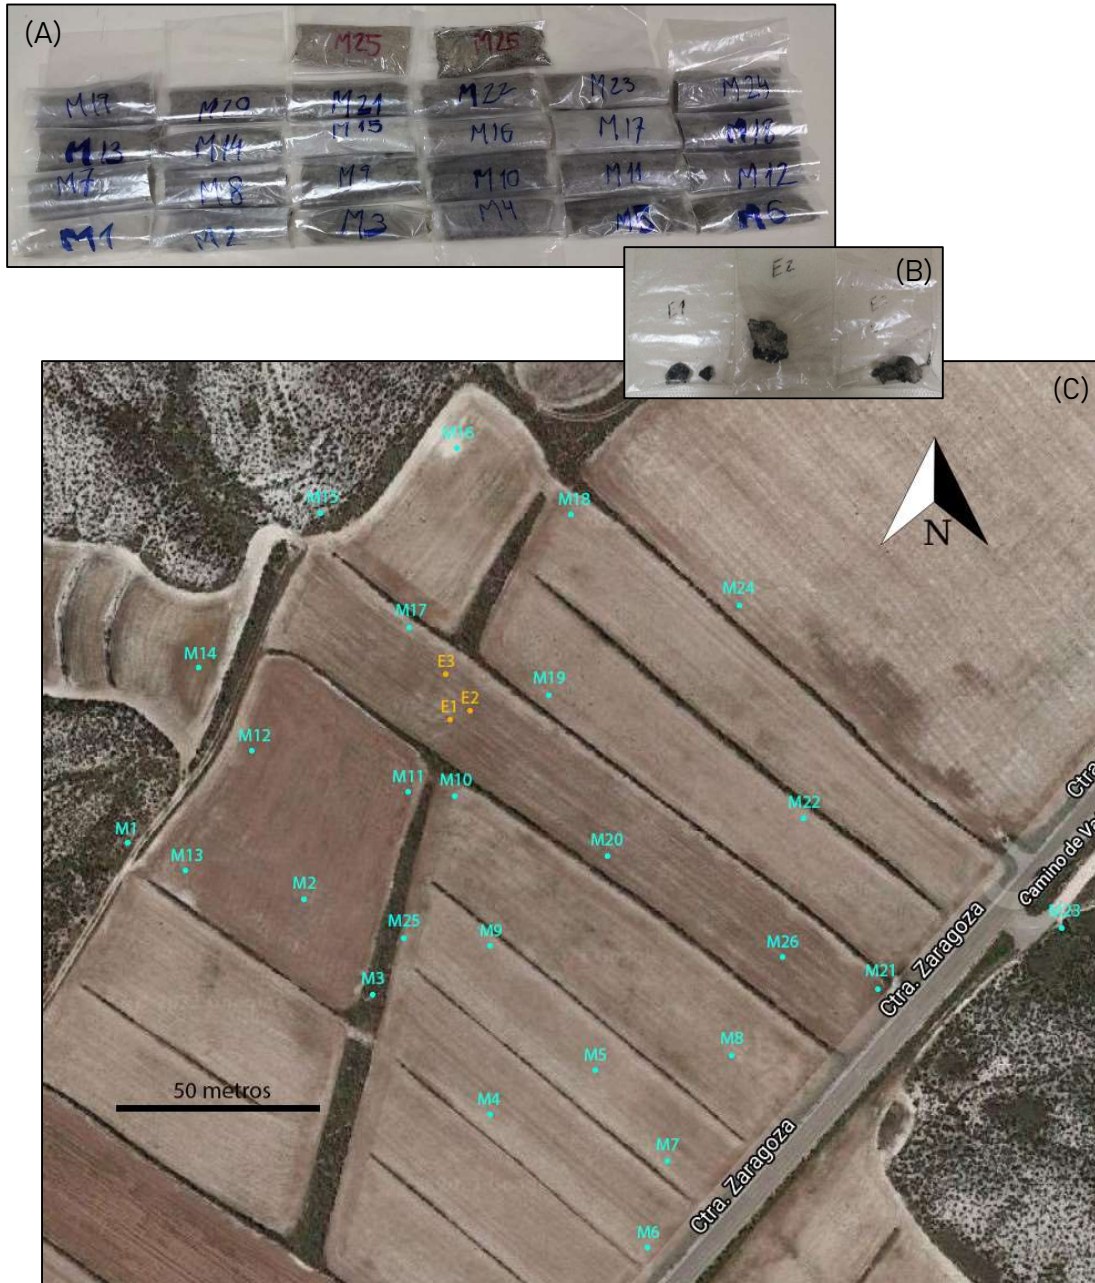 (A)
M25 M26
M19 M20 M21 M22 M23 M24
M13 M14 M15 M16 M17 M18
M7 M8 M9 M10 M11 M12
M1 M2 M3 M4 M5 M6
(B)
E1 E2 E3
(C)
M16
M15
M18
N
M24
M17
M14
E3
M19
E1 E2
M12
M11 M10
M22
Ctra.
M1
M13
M20
Camino de Va
M2
M23
M25
M9
M26
Ctra. Zaragoza
M21
M3
M8
M5
50 metros
M4
M7
Ctra. Zaragoza
M6